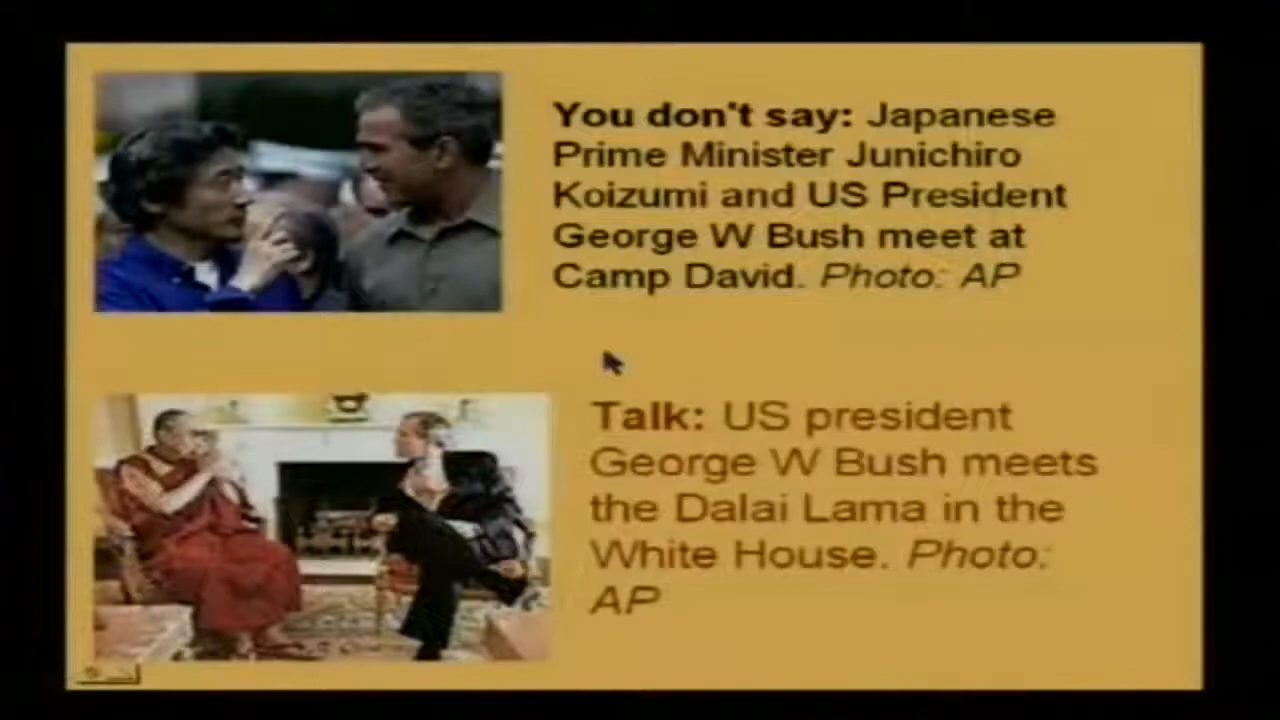 You don't say: Japanese
Prime Minister Junichiro
Koizumi and US President
George W Bush meet at
Camp David. Photo: AP
Talk: US president
George W Bush meets
the Dalai Lama in the
White House. Photo:
AP